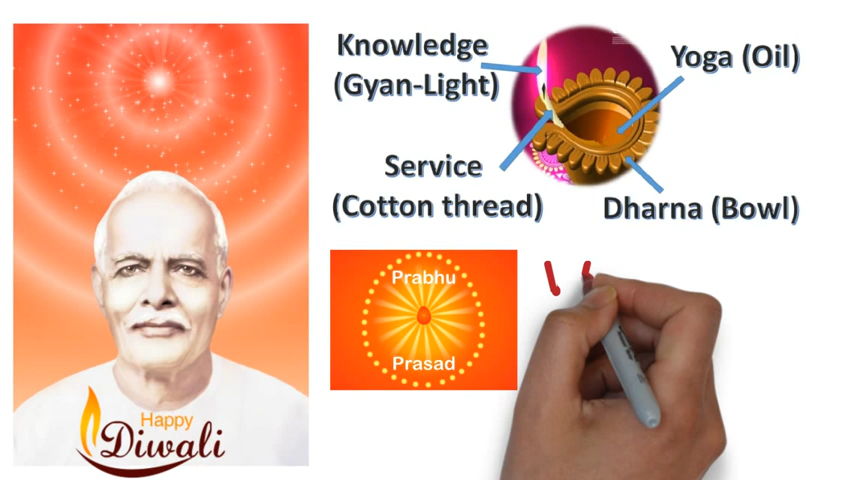 Knowledge
(Gyan-Light)
Yoga (Oil)
Service
(Cotton thread)
Dharna (Bowl)
Prabhu
Prasad
Happy
Diwali